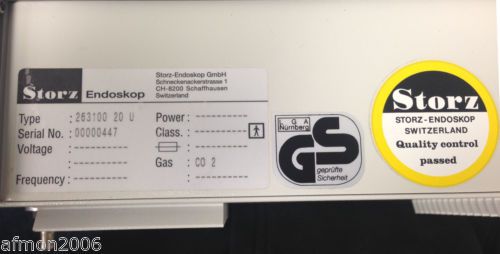 Storz Endoskop
Storz-Endoskop GmbH
Schneckenackerstrasse 1
CH-8200 Schaffhausen
Switzerland
Type : 263100 20 U
Serial No. : 00000447
Voltage : - - - - - - -
: - - - - - - -
Frequency : - - - - - - -
Power : - - - - - - -
Class. : - - - - - - -
: - - - - - - -
Gas : CO 2
LGA
Nürnberg
GS
geprüfte
Sicherheit
Storz
STORZ-ENDOSKOP
SWITZERLAND
Quality control
passed
afmon2006